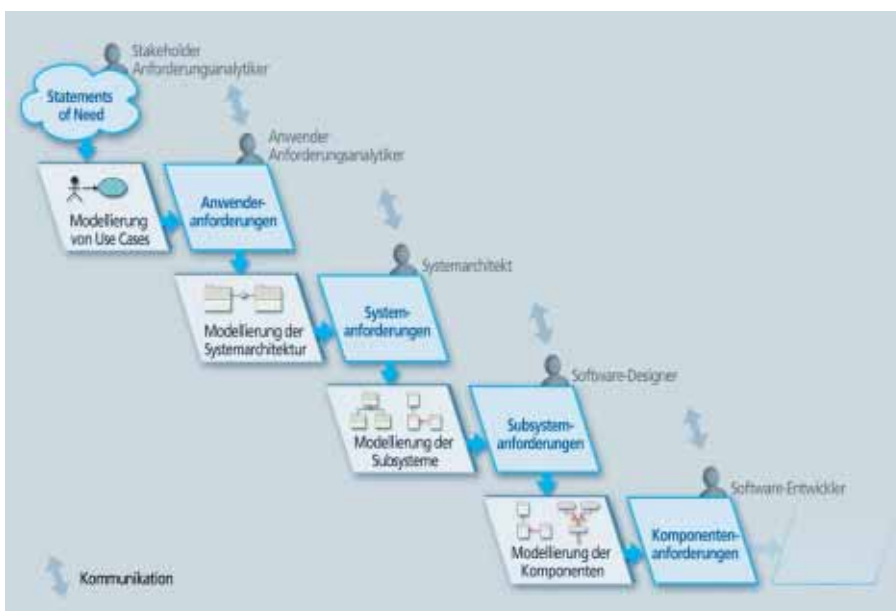 Stakeholder
Anforderungsanalytiker
Statements
of Need
Anwender
Anforderungsanalytiker
Modellierung
von Use Cases
Anwender-
anforderungen
Systemarchitekt
Modellierung der
Systemarchitektur
System-
anforderungen
Software-Designer
Modellierung der
Subsysteme
Subsystem-
anforderungen
Software-Entwickler
Modellierung der
Komponenten
Komponenten-
anforderungen
Kommunikation